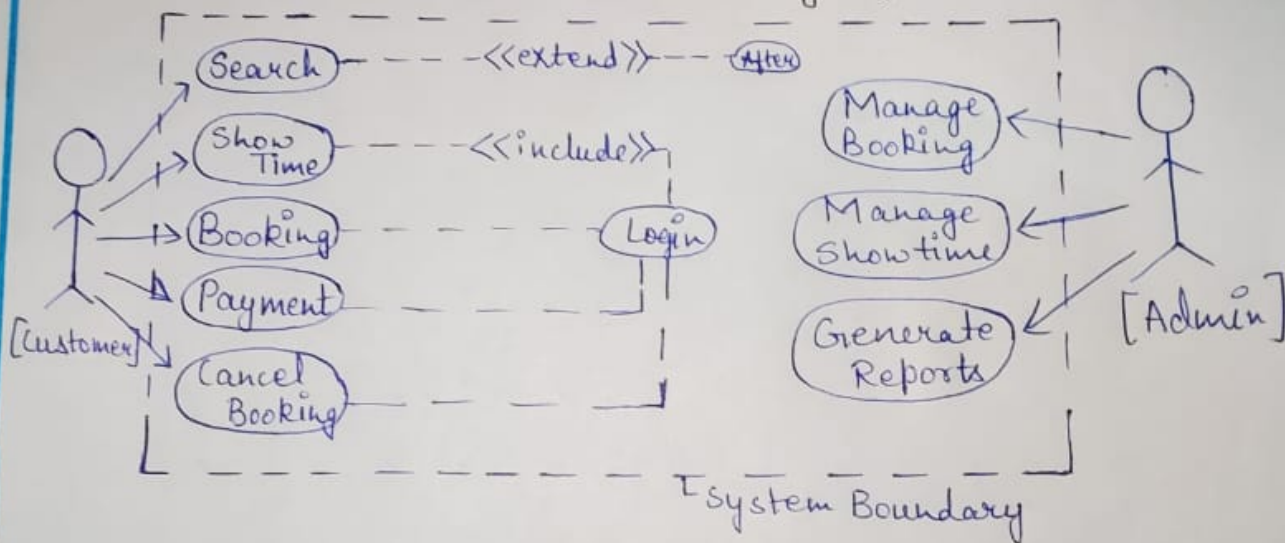 Search
<<extend>>
After
Show
Time
<<include>>
Booking
Login
Payment
Cancel
Booking
[Customer]
Manage
Booking
Manage
Showtime
Generate
Reports
[Admin]
System Boundary